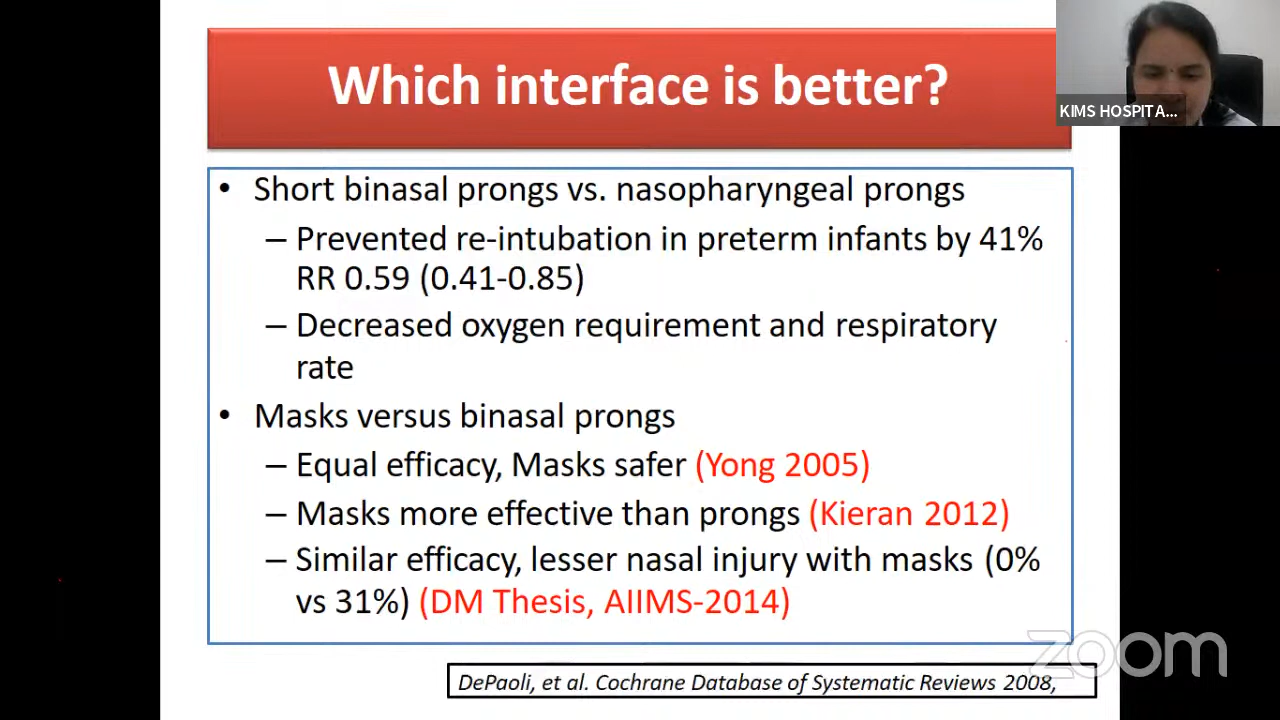 Which interface is better?
KIMS HOSPITA...
• Short binasal prongs vs. nasopharyngeal prongs
– Prevented re-intubation in preterm infants by 41%
RR 0.59 (0.41-0.85)
– Decreased oxygen requirement and respiratory
rate
• Masks versus binasal prongs
– Equal efficacy, Masks safer (Yong 2005)
– Masks more effective than prongs (Kieran 2012)
– Similar efficacy, lesser nasal injury with masks (0%
vs 31%) (DM Thesis, AIIMS-2014)
zoom
DePaoli, et al. Cochrane Database of Systematic Reviews 2008,